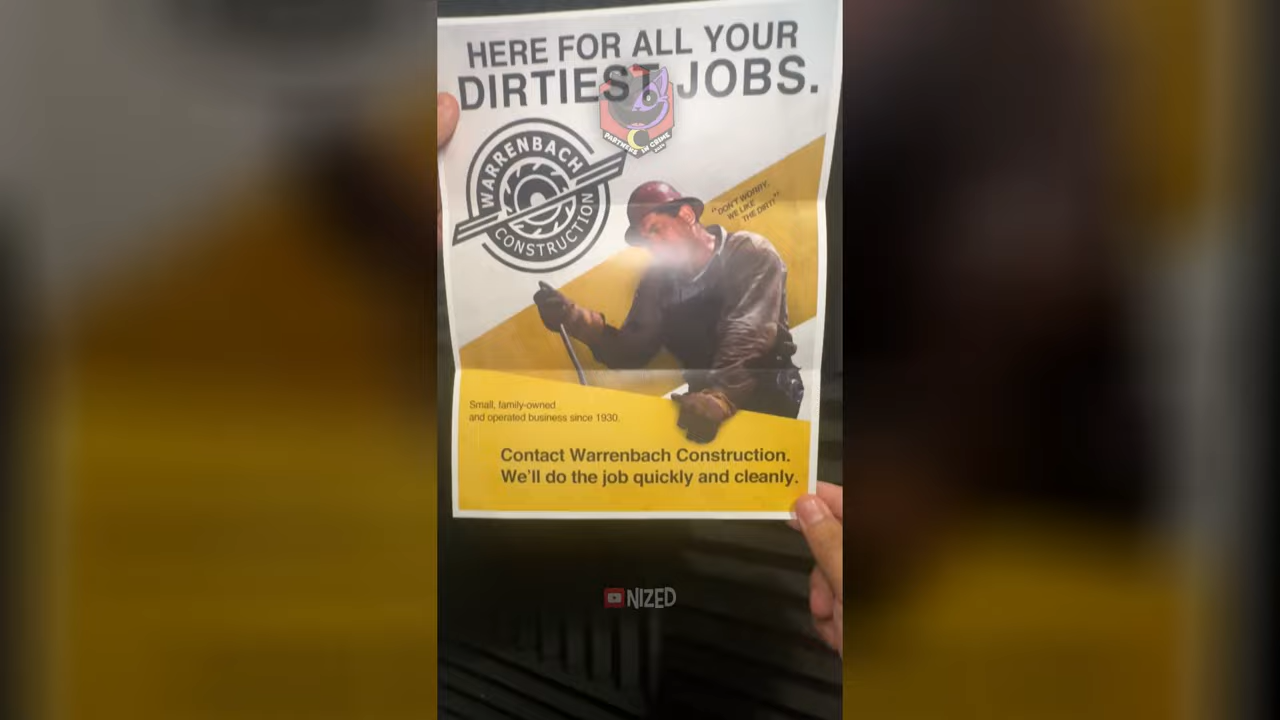 HERE FOR ALL YOUR
DIRTIEST JOBS.
PARTNERS IN CRIME
WARRENBACH
CONSTRUCTION
"DON'T WORRY,
WE LIKE
THE DIRT!"
Small, family-owned
and operated business since 1930.
Contact Warrenbach Construction.
We'll do the job quickly and cleanly.
NIZED